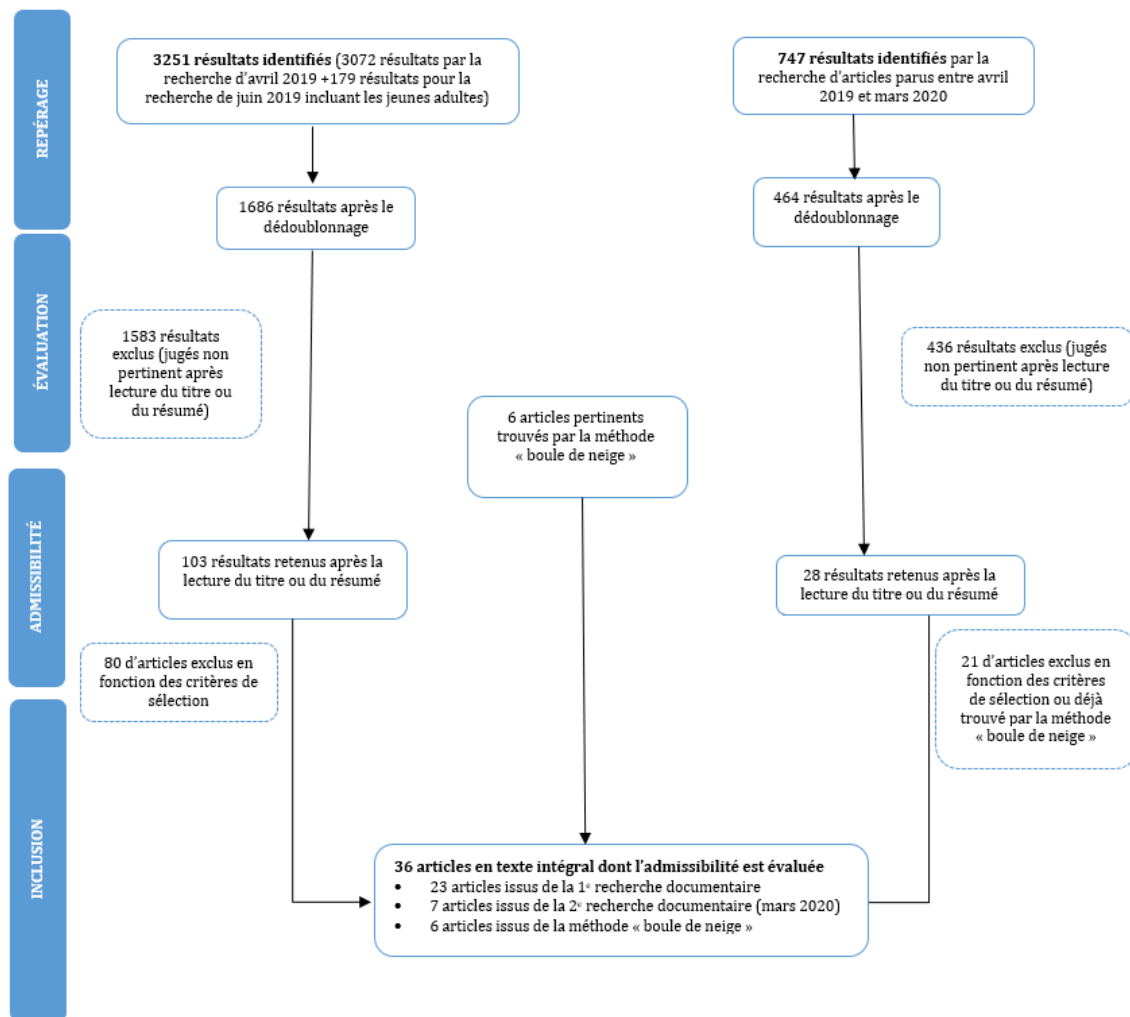 REPÉRAGE
3251 résultats identifiés (3072 résultats par la
recherche d'avril 2019 +179 résultats pour la
recherche de juin 2019 incluant les jeunes adultes)
747 résultats identifiés par la
recherche d'articles parus entre avril
2019 et mars 2020
1686 résultats après le
dédoublonnage
464 résultats après le
dédoublonnage
ÉVALUATION
1583 résultats
exclus (jugés non
pertinent après
lecture du titre ou
du résumé)
436 résultats exclus (jugés
non pertinent après lecture
du titre ou du résumé)
6 articles pertinents
trouvés par la méthode
« boule de neige »
ADMISSIBILITÉ
103 résultats retenus après la
lecture du titre ou du résumé
28 résultats retenus après la
lecture du titre ou du résumé
80 d'articles exclus en
fonction des critères de
sélection
21 d'articles exclus en
fonction des critères
de sélection ou déjà
trouvé par la méthode
« boule de neige »
INCLUSION
36 articles en texte intégral dont l'admissibilité est évaluée
• 23 articles issus de la 1e recherche documentaire
• 7 articles issus de la 2e recherche documentaire (mars 2020)
• 6 articles issus de la méthode « boule de neige »